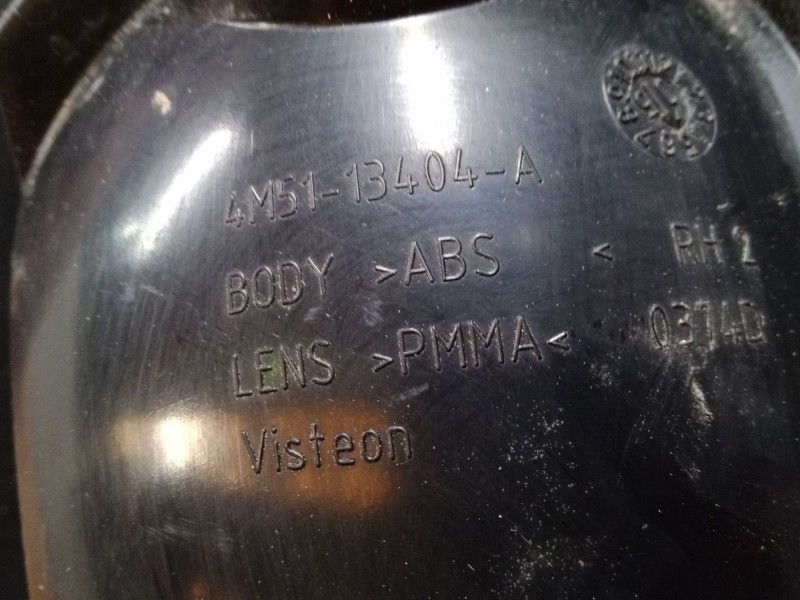 4M51-13404-A
BODY >ABS < RH 2
LENS >PMMA< 0374D
Visteon